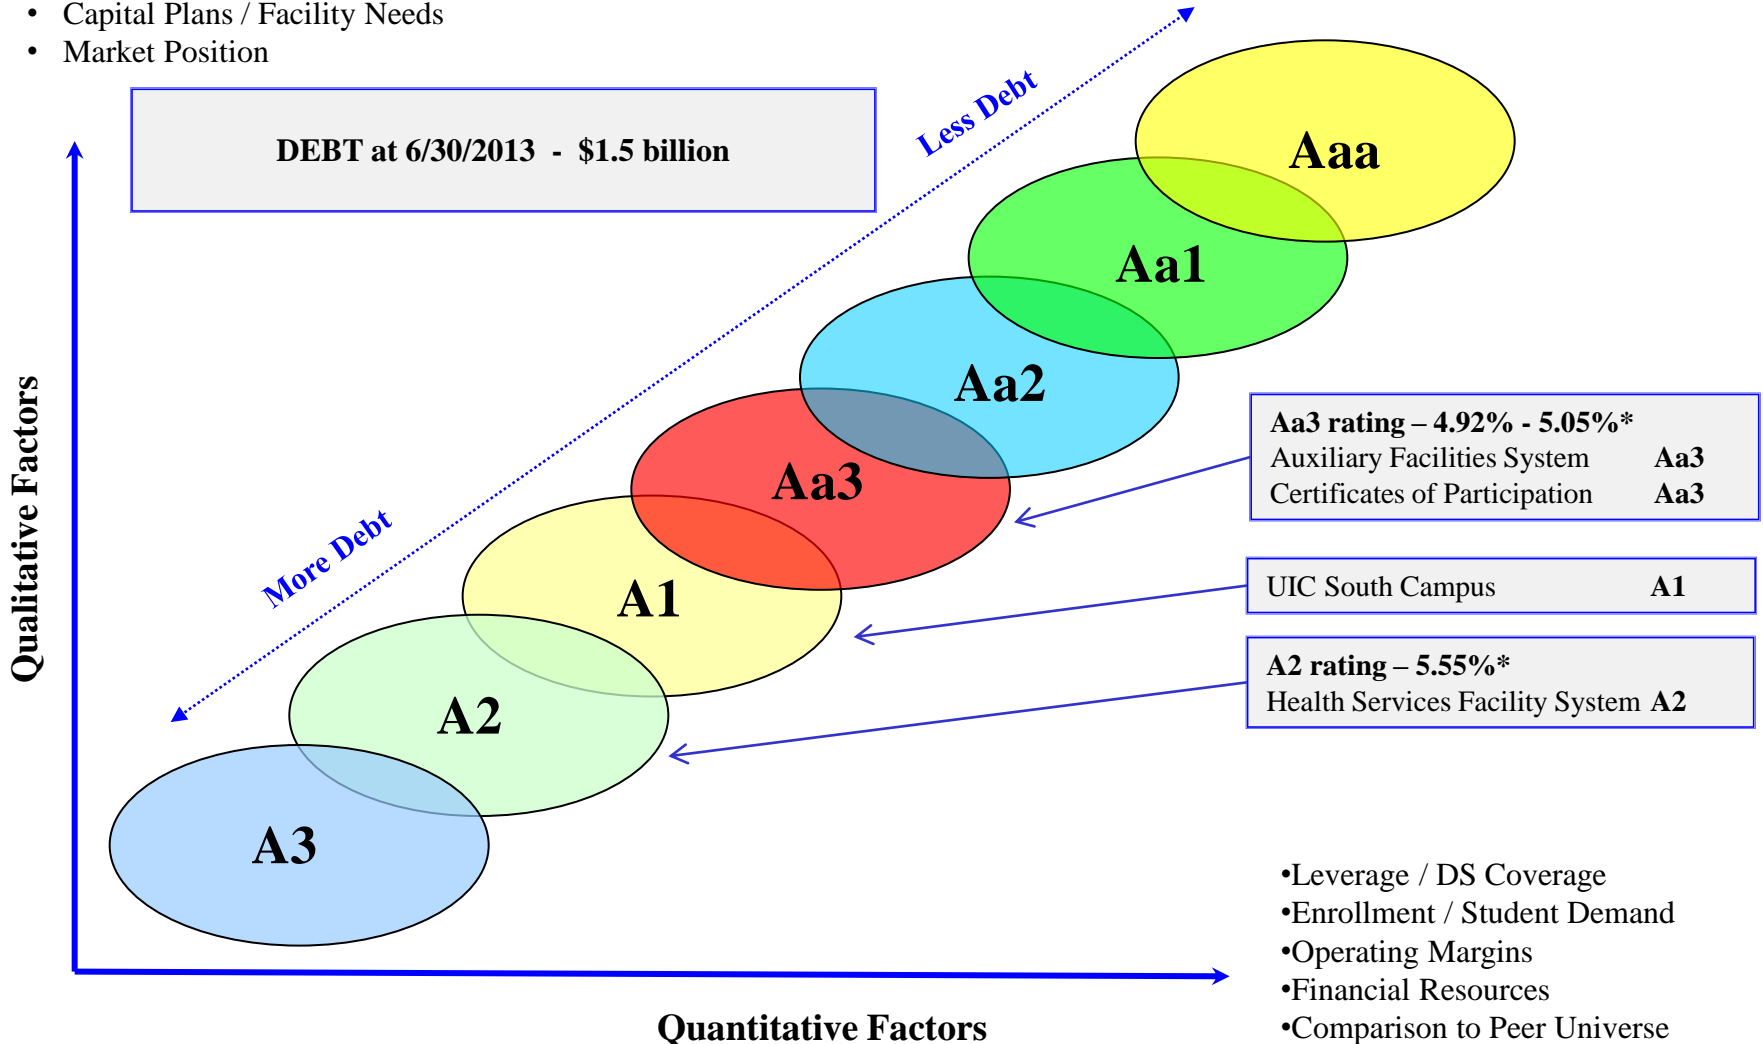 • Capital Plans / Facility Needs
• Market Position
DEBT at 6/30/2013 - $1.5 billion
Less Debt
More Debt
Aaa
Aa1
Aa2
Aa3
A1
A2
A3
Qualitative Factors
Aa3 rating – 4.92% - 5.05%*
Auxiliary Facilities System Aa3
Certificates of Participation Aa3
UIC South Campus A1
A2 rating – 5.55%*
Health Services Facility System A2
•Leverage / DS Coverage
•Enrollment / Student Demand
•Operating Margins
•Financial Resources
•Comparison to Peer Universe
Quantitative Factors